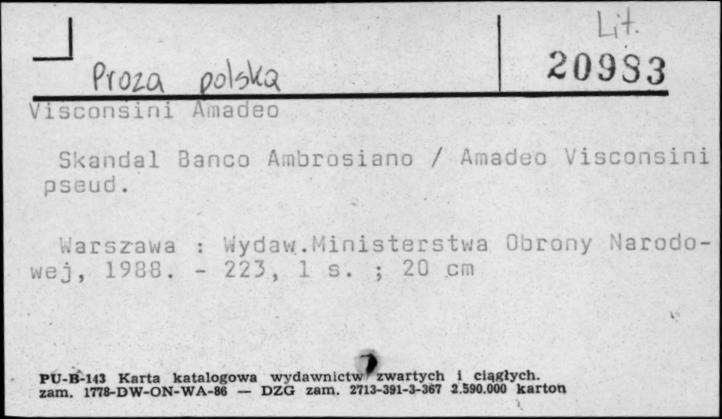 Lit.
20983
Proza polska
Visconsini Amadeo
Skandal Banco Ambrosiano / Amadeo Visconsini
pseud.
Warszawa : Wydaw.Ministerstwa Obrony Narodo-
wej, 1988. - 223, 1 s. ; 20 cm
PU-B-143 Karta katalogowa wydawnictw zwartych i ciągłych.
zam. 1778-DW-ON-WA-86 — DZG zam. 2713-391-3-367 2.590.000 karton